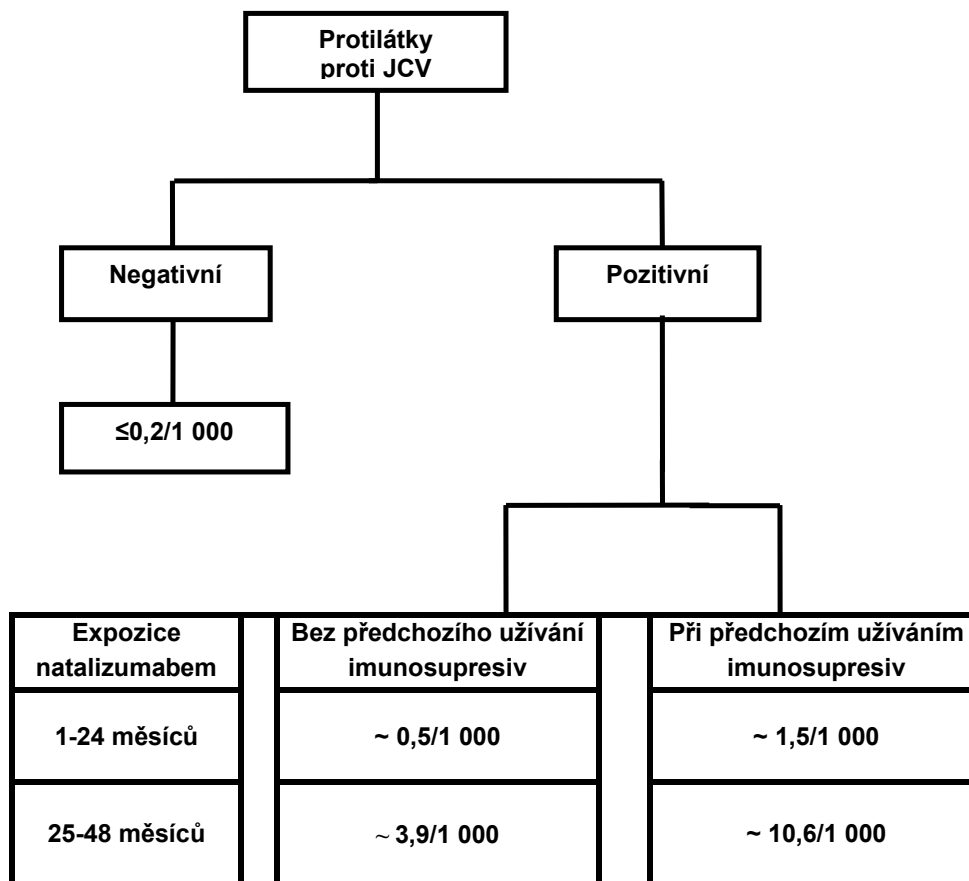 Protilátky
proti JCV
Negativní
Pozitivní
≤0,2/1 000
Expozice
natalizumabem
Bez předchozího užívání
imunosupresiv
Při předchozím užíváním
imunosupresiv
1-24 měsíců
~ 0,5/1 000
~ 1,5/1 000
25-48 měsíců
~ 3,9/1 000
~ 10,6/1 000